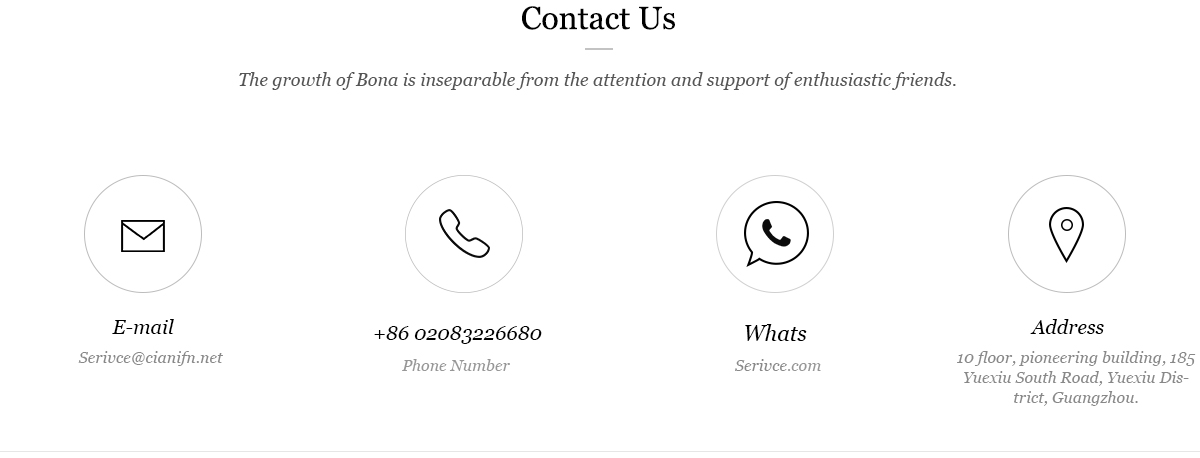 Contact Us
The growth of Bona is inseparable from the attention and support of enthusiastic friends.
E-mail
Serivce@cianifn.net
+86 02083226680
Phone Number
Whats
Serivce.com
Address
10 floor, pioneering building, 185
Yuexiu South Road, Yuexiu Dis-
trict, Guangzhou.